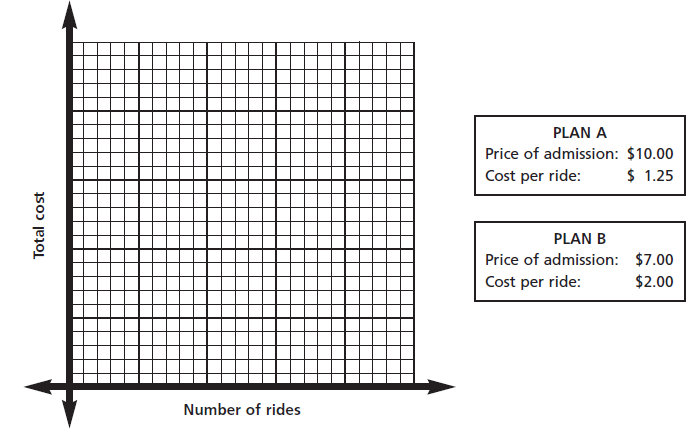 Total cost
Number of rides
PLAN A
Price of admission: $10.00
Cost per ride: $ 1.25
PLAN B
Price of admission: $7.00
Cost per ride: $2.00